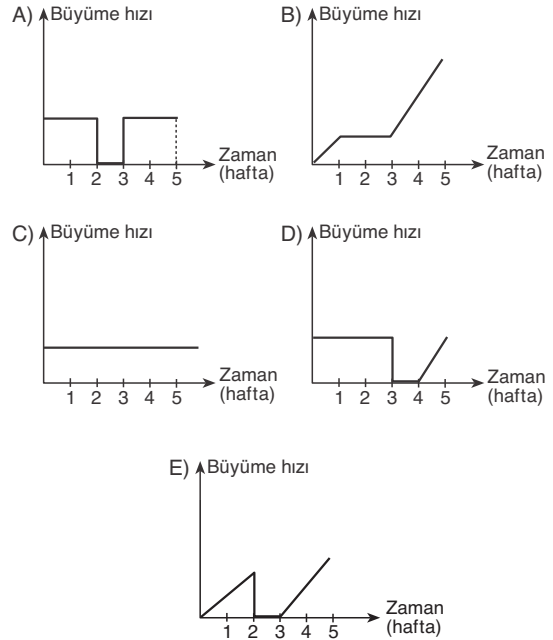 A) Büyüme hızı
Zaman
(hafta)
1 2 3 4 5
B) Büyüme hızı
Zaman
(hafta)
1 2 3 4 5
C) Büyüme hızı
Zaman
(hafta)
1 2 3 4 5
D) Büyüme hızı
Zaman
(hafta)
1 2 3 4 5
E) Büyüme hızı
Zaman
(hafta)
1 2 3 4 5